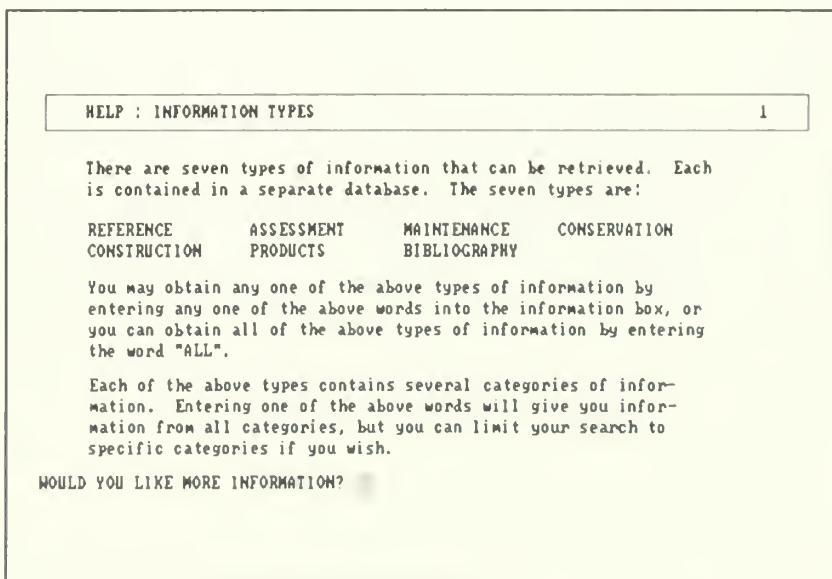 HELP : INFORMATION TYPES 1
There are seven types of information that can be retrieved. Each
is contained in a separate database. The seven types are:
REFERENCE ASSESSMENT MAINTENANCE CONSERVATION
CONSTRUCTION PRODUCTS BIBLIOGRAPHY
You may obtain any one of the above types of information by
entering any one of the above words into the information box, or
you can obtain all of the above types of information by entering
the word "ALL".
Each of the above types contains several categories of infor-
mation. Entering one of the above words will give you infor-
mation from all categories, but you can limit your search to
specific categories if you wish.
WOULD YOU LIKE MORE INFORMATION?